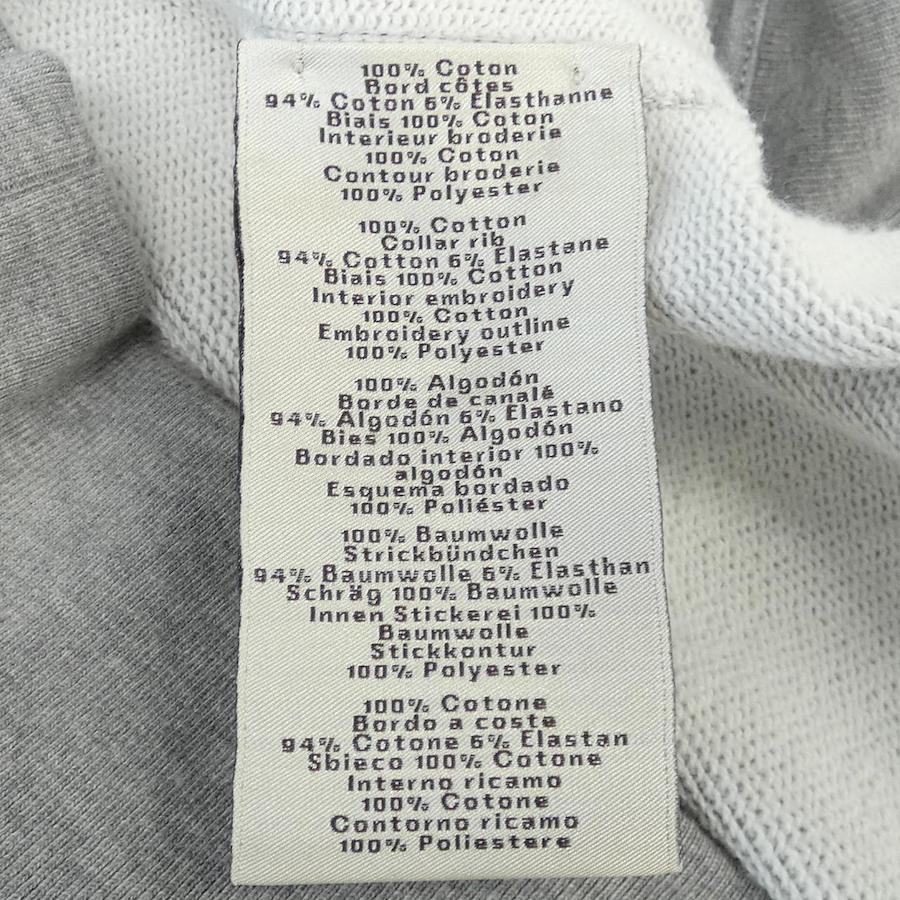 100% Coton
Bord côtes
94% Coton 6% Élasthanne
Biais 100% Coton
Interieur broderie
100% Coton
Contour broderie
100% Polyester
100% Cotton
Collar rib
94% Cotton 6% Elastane
Biais 100% Cotton
Interior embroidery
100% Cotton
Embroidery outline
100% Polyester
100% Algodón
Borde de canalé
94% Algodón 6% Elastano
Bies 100% Algodón
Bordado interior 100%
algodón
Esquema bordado
100% Poliéster
100% Baumwolle
Strickbündchen
94% Baumwolle 6% Elasthan
Schräg 100% Baumwolle
Innen Stickerei 100%
Baumwolle
Stickkontur
100% Polyester
100% Cotone
Bordo a coste
94% Cotone 6% Elastan
Sbieco 100% Cotone
Interno ricamo
100% Cotone
Contorno ricamo
100% Poliestere